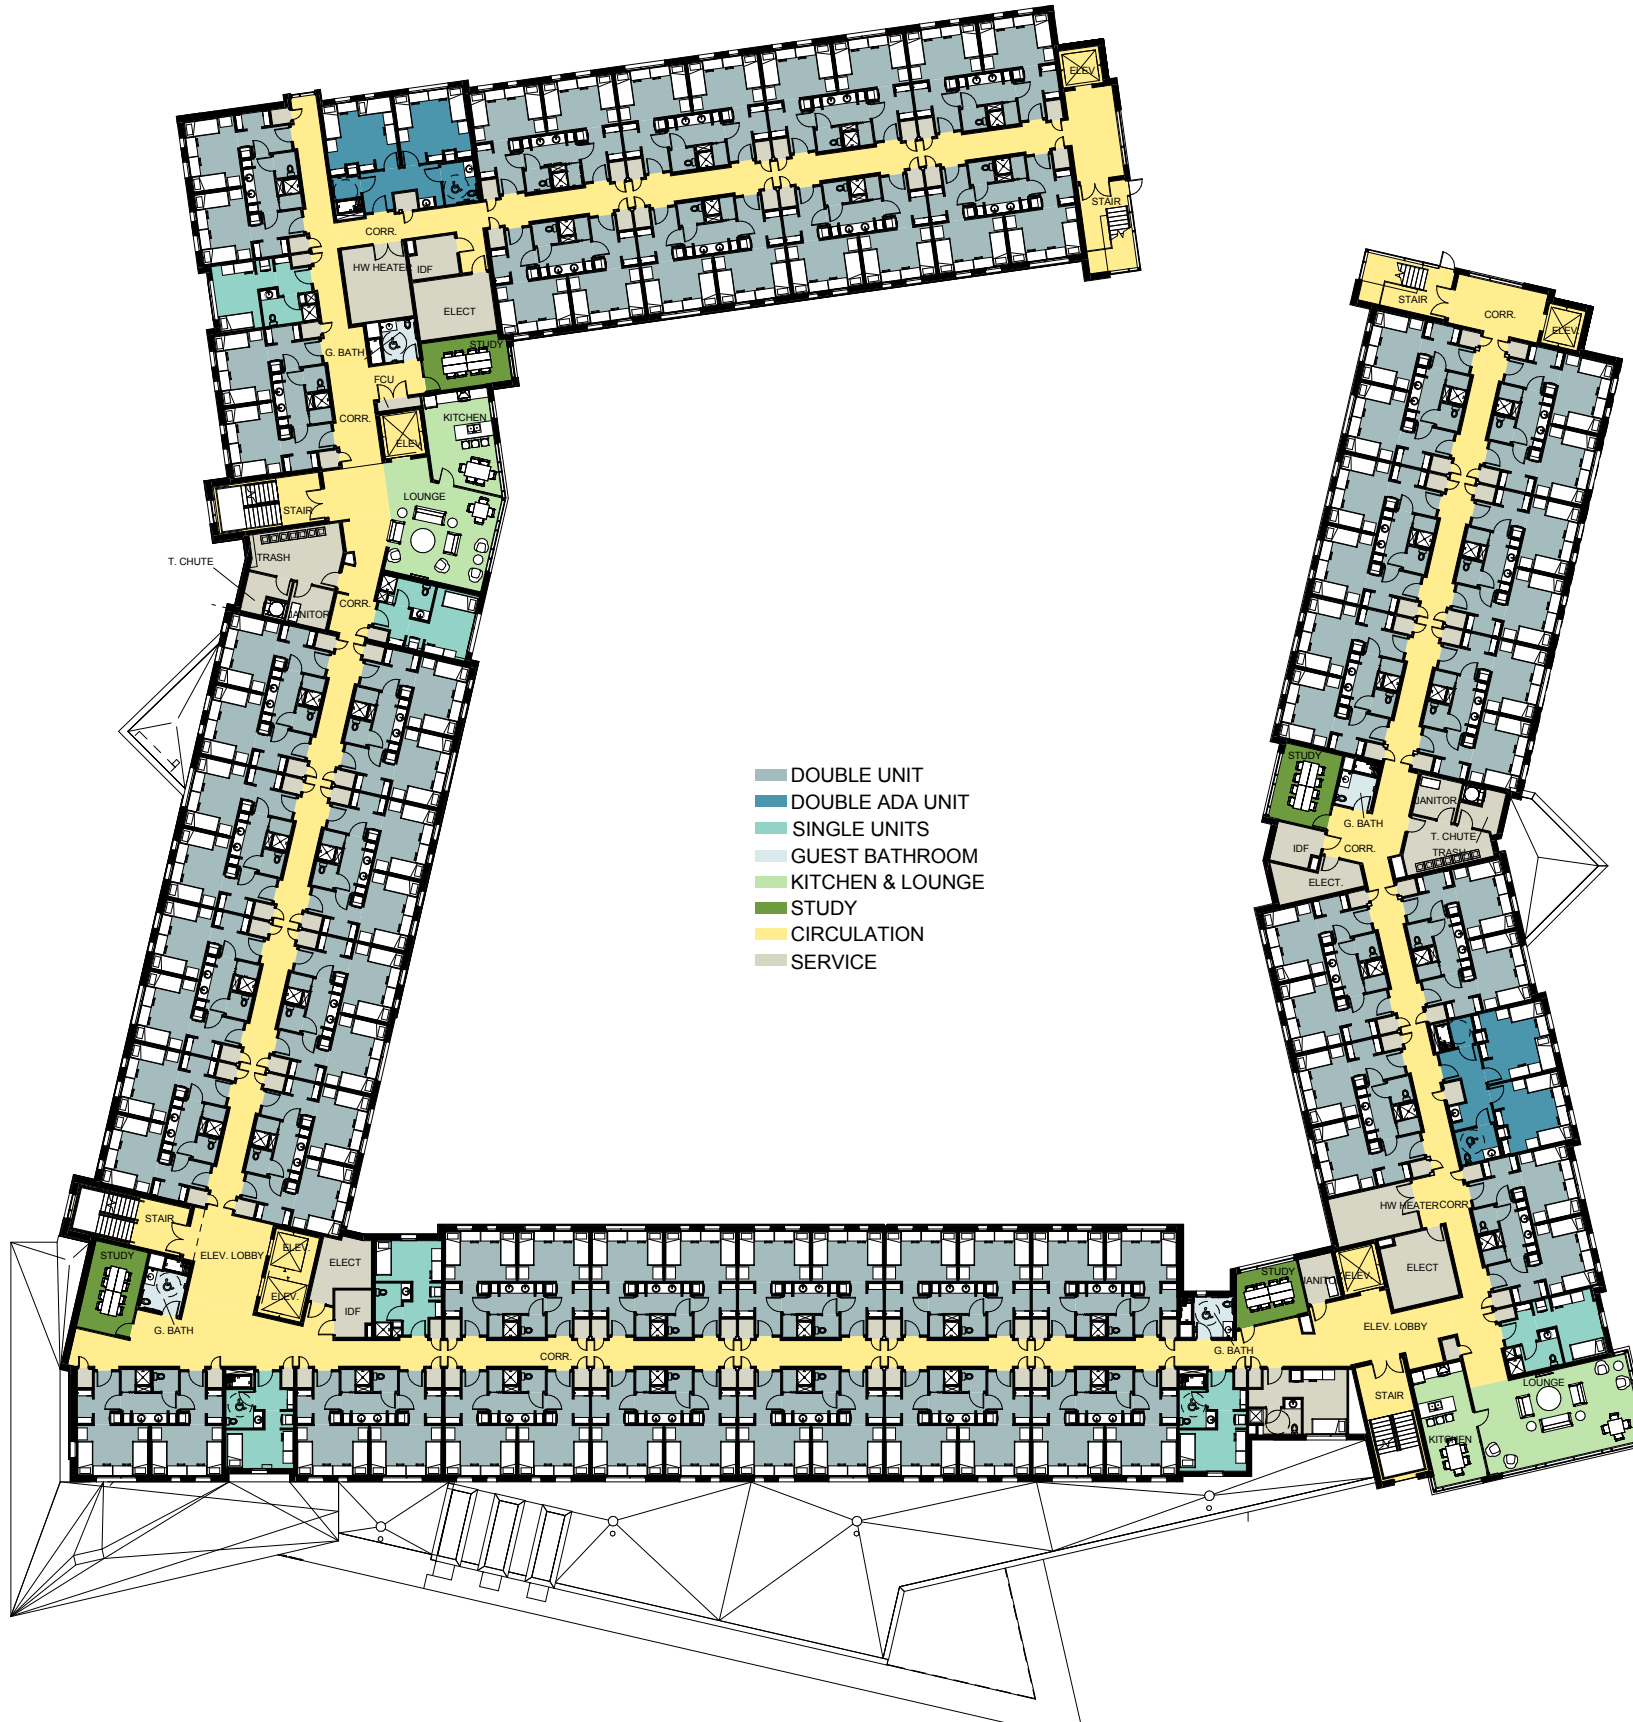 ELEV
STAIR
CORR.
HW HEATER
IDF
ELECT
STUDY
G. BATH
FCU
KITCHEN
CORR.
ELEV.
LOUNGE
STAIR
TRASH
T. CHUTE
JANITOR
CORR.
STAIR
CORR.
ELEV.
STUDY
JANITOR
G. BATH
T. CHUTE
TRASH
IDF
CORR.
ELECT.
DOUBLE UNIT
DOUBLE ADA UNIT
SINGLE UNITS
GUEST BATHROOM
KITCHEN & LOUNGE
STUDY
CIRCULATION
SERVICE
HW HEATER
CORR.
STAIR
STUDY
ELEV. LOBBY
ELEV.
ELEV.
ELECT
IDF
G. BATH
CORR.
G. BATH
STUDY
JANITOR
ELEV.
ELECT
ELEV. LOBBY
STAIR
LOUNGE
KITCHEN